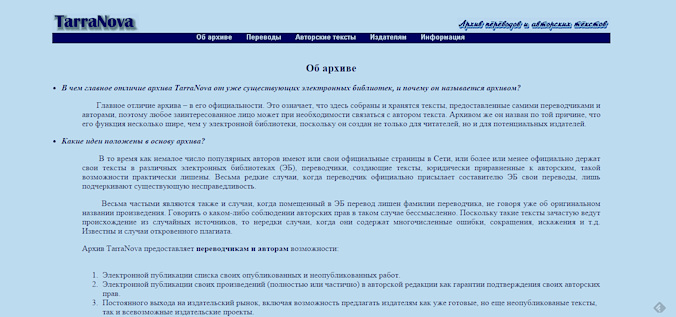 TarraNova
Архив переводов и авторских текстов
Об архиве Переводы Авторские тексты Издателям Информация
Об архиве
• В чем главное отличие архива TarraNova от уже существующих электронных библиотек, и почему он называется архивом?
Главное отличие архива – в его официальности. Это означает, что здесь собраны и хранятся тексты, предоставленные самими переводчиками и
авторами, поэтому любое заинтересованное лицо может при необходимости связаться с автором текста. Архивом же он назван по той причине, что
его функция несколько шире, чем у электронной библиотеки, поскольку он создан не только для читателей, но и для потенциальных издателей.
• Какие идеи положены в основу архива?
В то время как немалое число популярных авторов имеют или свои официальные страницы в Сети, или более или менее официально держат
свои тексты в различных электронных библиотеках (ЭБ), переводчики, создающие тексты, юридически приравненные к авторским, такой
возможности практически лишены. Весьма редкие случаи, когда переводчик официально присылает составителю ЭБ свои переводы, лишь
подчеркивают существующую несправедливость.
Весьма частыми являются также и случаи, когда помещенный в ЭБ перевод лишен фамилии переводчика, не говоря уже об оригинальном
названии произведения. Говорить о каком-либо соблюдении авторских прав в таком случае бессмысленно. Поскольку такие тексты зачастую ведут
происхождение из случайных источников, то нередки случаи, когда они содержат многочисленные ошибки, сокращения, искажения и т.д.
Известны и случаи откровенного плагиата.
Архив TarraNova предоставляет переводчикам и авторам возможности:
1. Электронной публикации списка своих опубликованных и неопубликованных работ.
2. Электронной публикации своих произведений (полностью или частично) в авторской редакции как гарантии подтверждения своих авторских
прав.
3. Постоянного выхода на издательский рынок, включая возможность предлагать издателям как уже готовые, но еще неопубликованные тексты,
так и всевозможные издательские проекты.